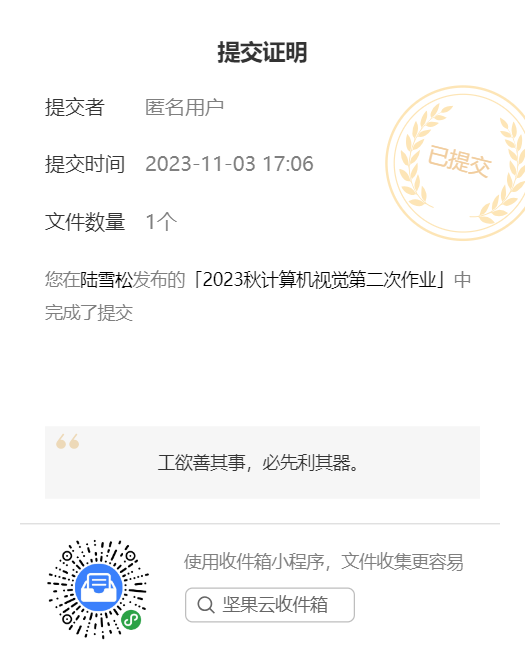 提交证明
提交者 匿名用户
提交时间 2023-11-03 17:06
已提交
文件数量 1个
您在陆雪松发布的「2023秋计算机视觉第二次作业」中
完成了提交
工欲善其事，必先利其器。
使用收件箱小程序，文件收集更容易
坚果云收件箱